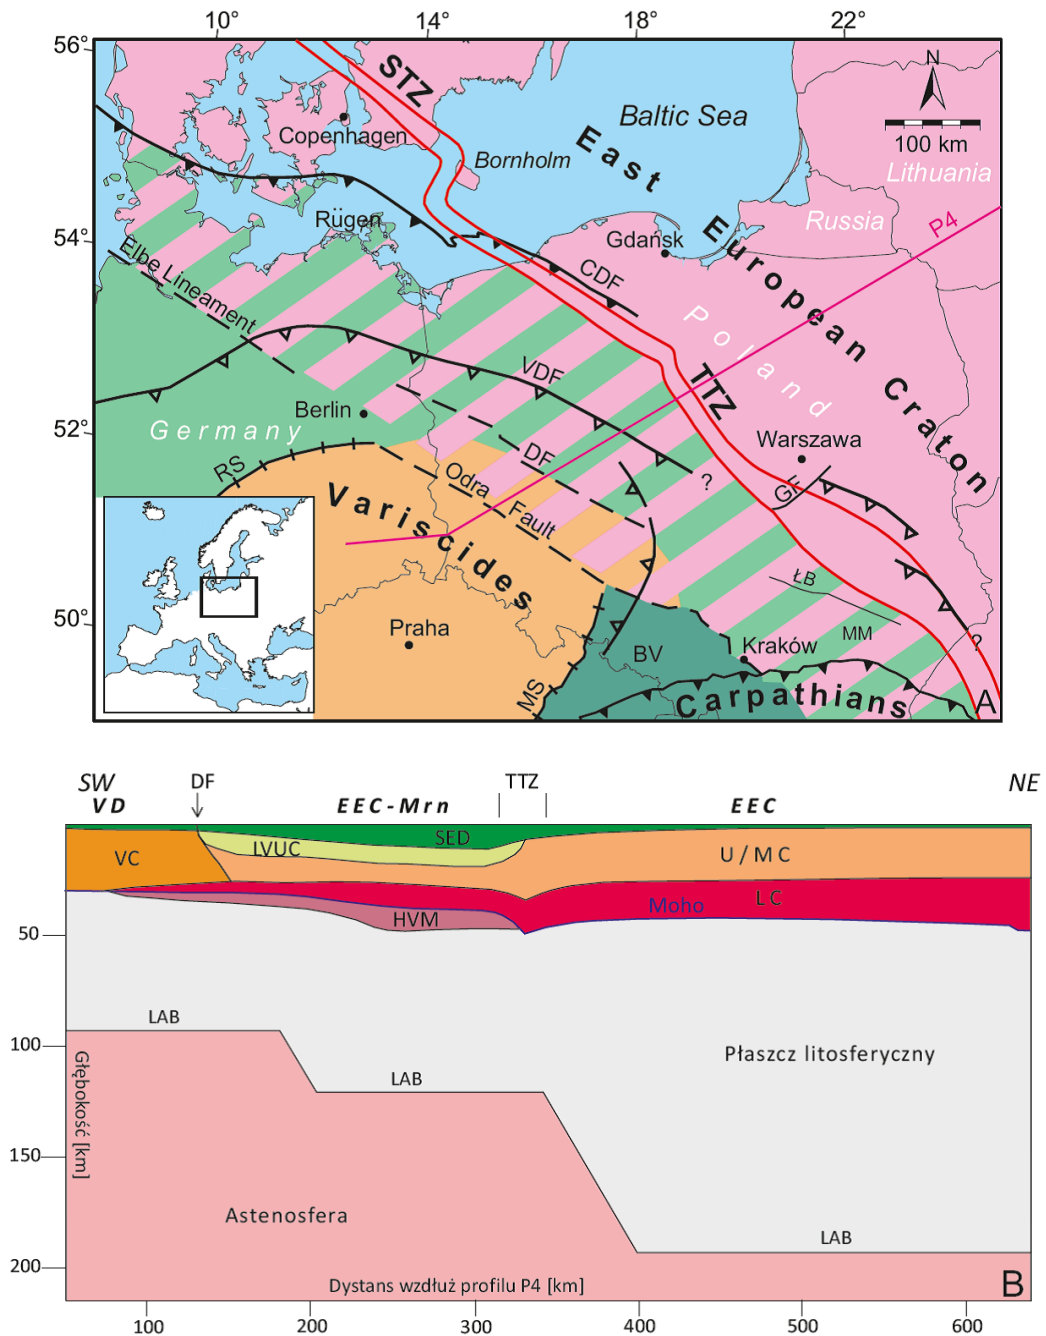 10°
14°
18°
22°
56°
54°
52°
50°
STZ
Baltic Sea
N
100 km
Copenhagen
Bornholm
East
Lithuania
Rügen
Gdańsk
Russia
P4
European
Elbe Lineament
CDF
Poland
Craton
VDF
TTZ
Berlin
Germany
Warszawa
RS
DF
Odra
Fault
?
GF
Variscides
ŁB
MM
Praha
BV
Kraków
?
MS
Carpathians
A
SW
DF
TTZ
NE
VD
EEC-Mrn
EEC
SED
LVUC
VC
U / MC
LC
Moho
HVM
50
LAB
100
Głębokość [km]
Płaszcz litosferyczny
LAB
150
Astenosfera
LAB
200
Dystans wzdłuż profilu P4 [km]
B
100
200
300
400
500
600